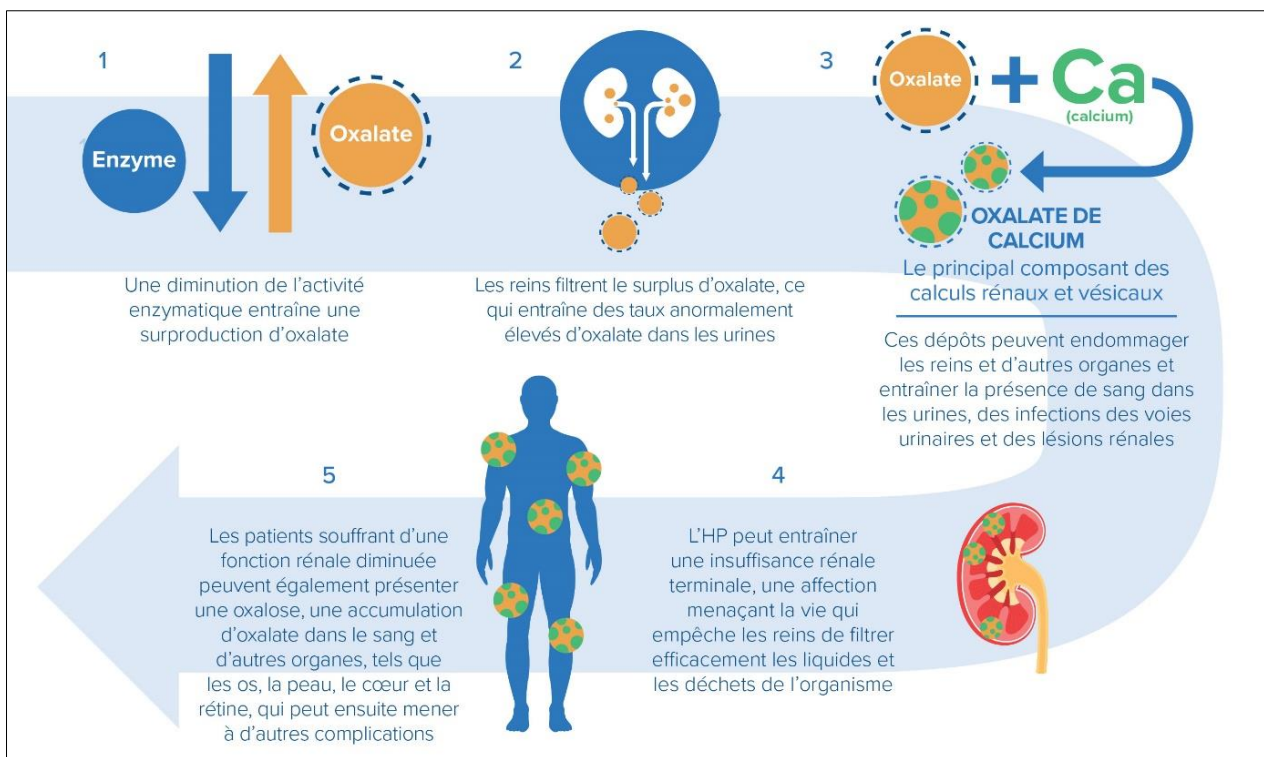 1
Enzyme
Oxalate
Une diminution de l’activité
enzymatique entraîne une
surproduction d’oxalate
2
Les reins filtrent le surplus d’oxalate, ce
qui entraîne des taux anormalement
élevés d’oxalate dans les urines
3
Oxalate + Ca
(calcium)
OXALATE DE
CALCIUM
Le principal composant des
calculs rénaux et vésicaux
Ces dépôts peuvent endommager
les reins et d’autres organes et
entraîner la présence de sang dans
les urines, des infections des voies
urinaires et des lésions rénales
4
L’HP peut entraîner
une insuffisance rénale
terminale, une affection
menaçant la vie qui
empêche les reins de filtrer
efficacement les liquides et
les déchets de l’organisme
5
Les patients souffrant d’une
fonction rénale diminuée
peuvent également présenter
une oxalose, une accumulation
d’oxalate dans le sang et
d’autres organes, tels que
les os, la peau, le cœur et la
rétine, qui peut ensuite mener
à d’autres complications